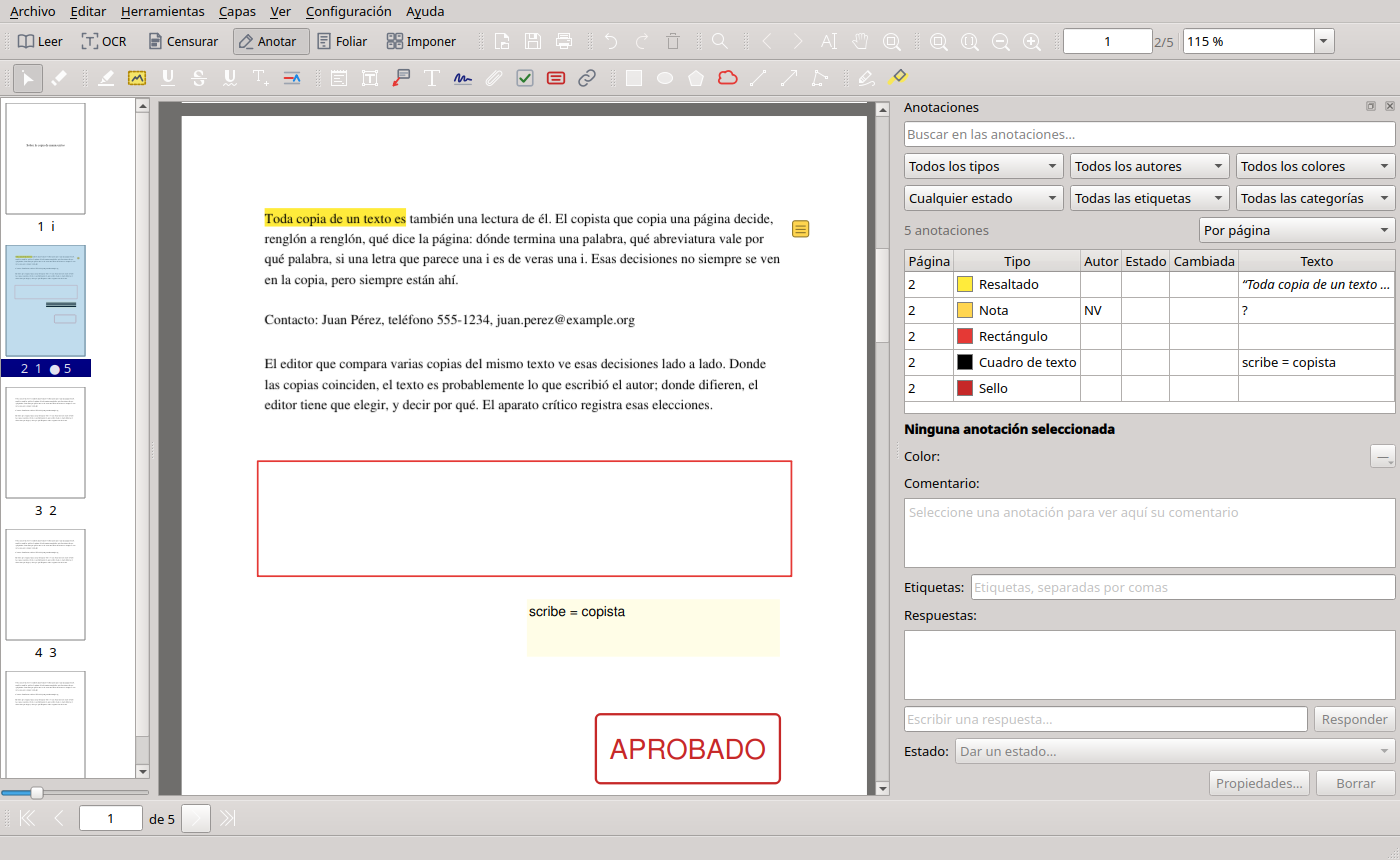 Archivo Editar Herramientas Capas Ver Configuración Ayuda
Leer OCR Censurar Anotar Foliar Imponer 1 2/5 115 %
1 i
2 1 5
3 2
4 3
Toda copia de un texto es también una lectura de él. El copista que copia una página decide,
renglón a renglón, qué dice la página: dónde termina una palabra, qué abreviatura vale por
qué palabra, si una letra que parece una i es de veras una i. Esas decisiones no siempre se ven
en la copia, pero siempre están ahí.
Contacto: Juan Pérez, teléfono 555-1234, juan.perez@example.org
El editor que compara varias copias del mismo texto ve esas decisiones lado a lado. Donde
las copias coinciden, el texto es probablemente lo que escribió el autor; donde difieren, el
editor tiene que elegir, y decir por qué. El aparato crítico registra esas elecciones.
scribe = copista
APROBADO
Anotaciones
Buscar en las anotaciones...
Todos los tipos Todos los autores Todos los colores
Cualquier estado Todas las etiquetas Todas las categorías
5 anotaciones Por página
Página Tipo Autor Estado Cambiada Texto
2 Resaltado “Toda copia de un texto ...
2 Nota NV ?
2 Rectángulo
2 Cuadro de texto scribe = copista
2 Sello
Ninguna anotación seleccionada
Color: —
Comentario:
Seleccione una anotación para ver aquí su comentario
Etiquetas: Etiquetas, separadas por comas
Respuestas:
Escribir una respuesta... Responder
Estado: Dar un estado...
Propiedades... Borrar
1 de 5